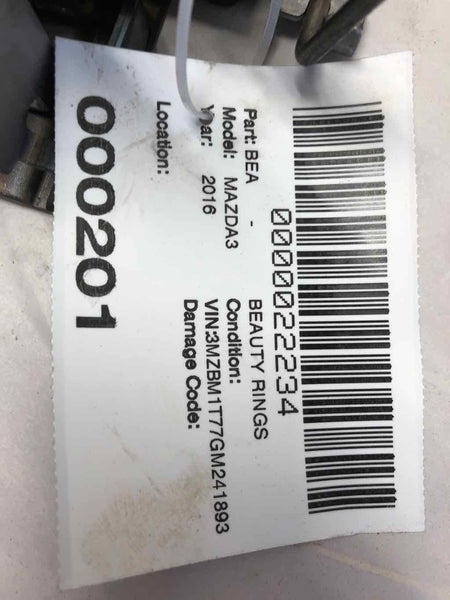 0000022234
Part: BEA - BEAUTY RINGS
Model: MAZDA3 Condition:
Year: 2016 VIN:3MZBM1T77GM241893
Damage Code:
Location:
000201